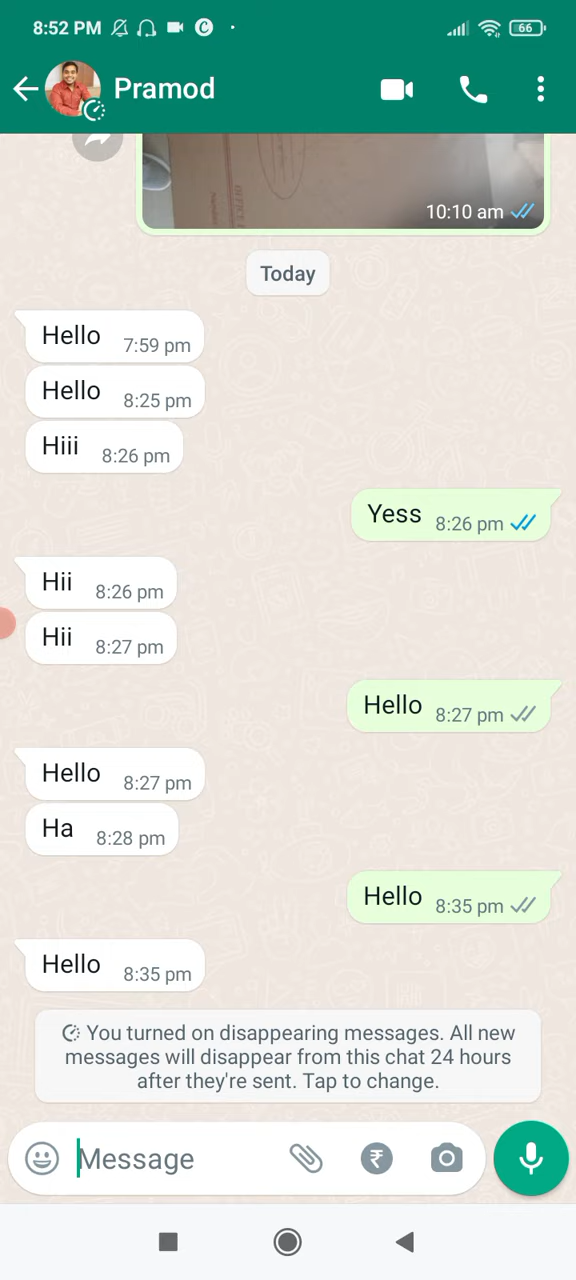 8:52 PM
66
Pramod
10:10 am
Today
Hello 7:59 pm
Hello 8:25 pm
Hiii 8:26 pm
Yess 8:26 pm
Hii 8:26 pm
Hii 8:27 pm
Hello 8:27 pm
Hello 8:27 pm
Ha 8:28 pm
Hello 8:35 pm
Hello 8:35 pm
You turned on disappearing messages. All new
messages will disappear from this chat 24 hours
after they're sent. Tap to change.
Message
₹